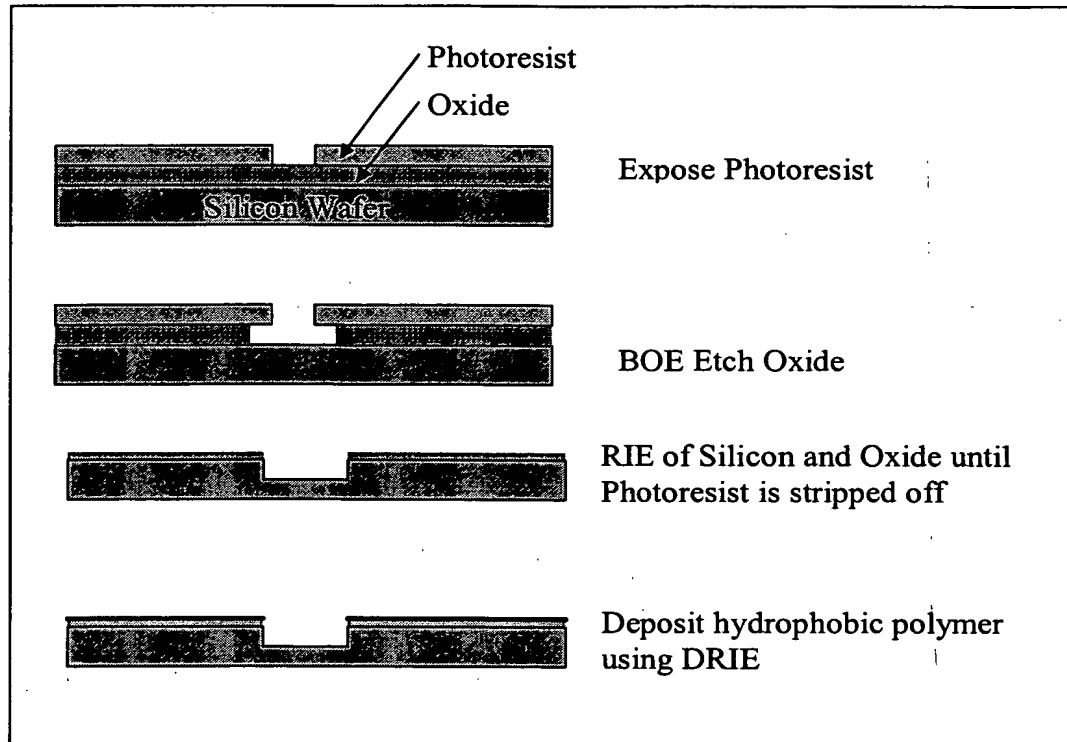 Photoresist
Oxide
Expose Photoresist
Silicon Wafer
BOE Etch Oxide
RIE of Silicon and Oxide until
Photoresist is stripped off
Deposit hydrophobic polymer
using DRIE